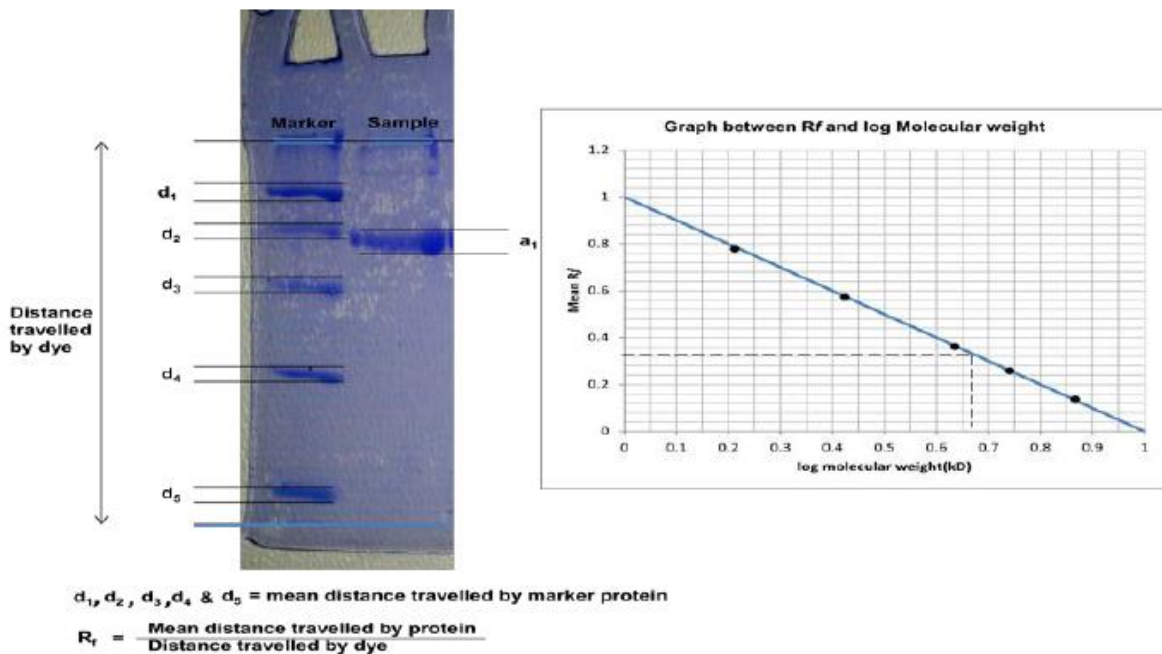 Marker Sample
d₁
d₂
d₃
d₄
d₅
a₁
Distance
travelled
by dye
Graph between Rf and log Molecular weight
Mean Rf
1.2
1
0.8
0.6
0.4
0.2
0
0 0.1 0.2 0.3 0.4 0.5 0.6 0.7 0.8 0.9 1
log molecular weight(kD)
d₁, d₂ , d₃,d₄ & d₅ = mean distance travelled by marker protein
Rf = Mean distance travelled by protein
Distance travelled by dye